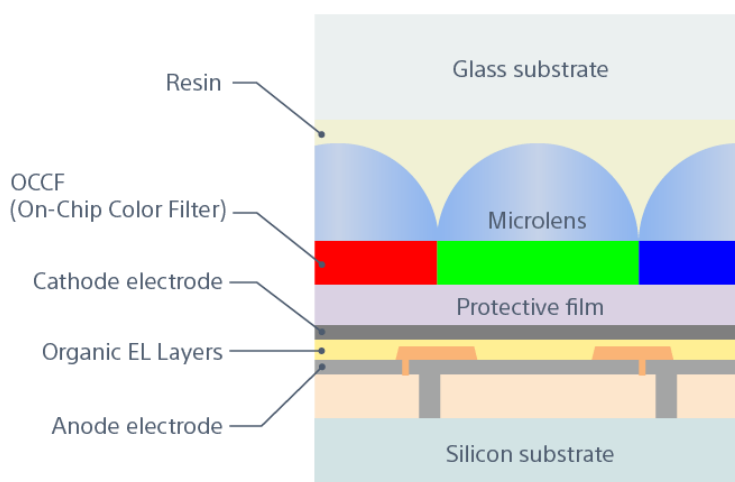 Glass substrate
Resin
OCCF
(On-Chip Color Filter)
Microlens
Cathode electrode
Protective film
Organic EL Layers
Anode electrode
Silicon substrate